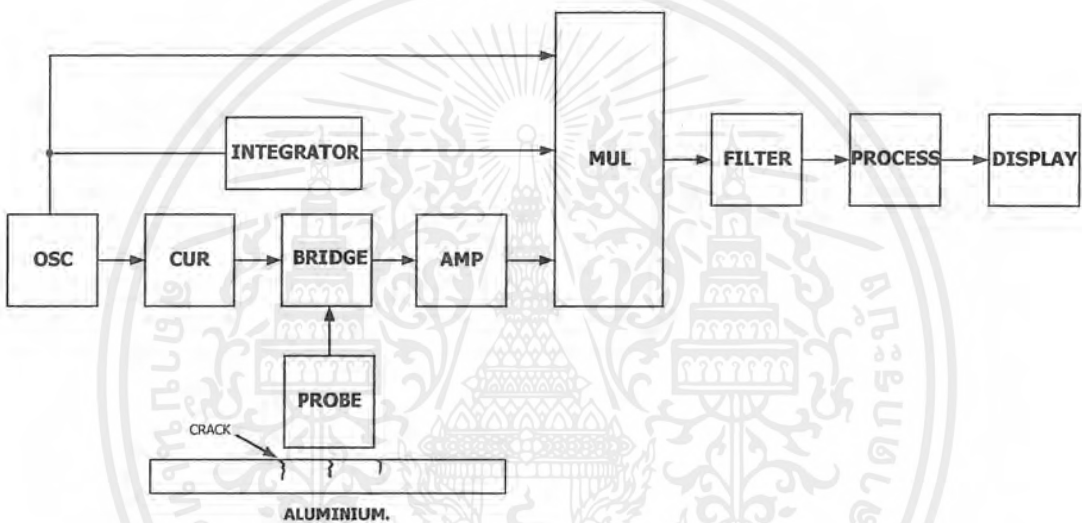 INTEGRATOR
MUL
FILTER
PROCESS
DISPLAY
OSC
CUR
BRIDGE
AMP
PROBE
CRACK
ALUMINIUM.